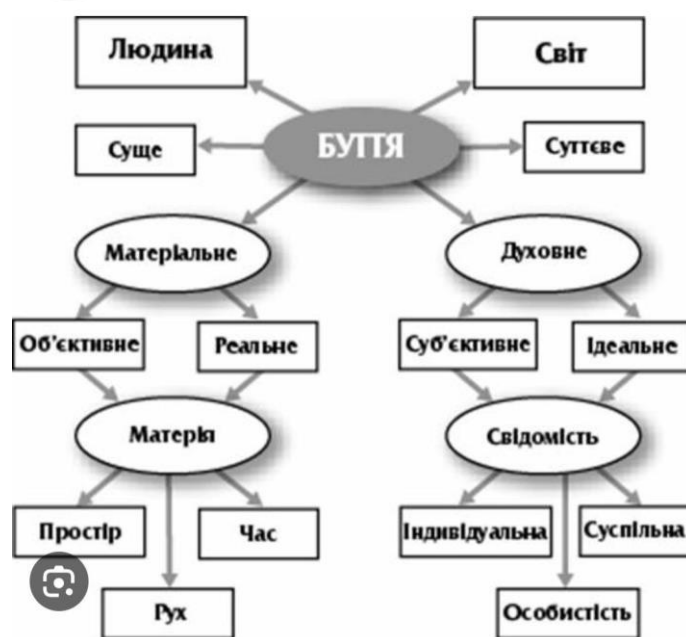 Людина
Світ
БУТТЯ
Суще
Суттєве
Матеріальне
Духовне
Об'єктивне
Реальне
Суб'єктивне
Ідеальне
Матерія
Свідомість
Простір
Час
Індивідуальна
Суспільна
Рух
Особистість